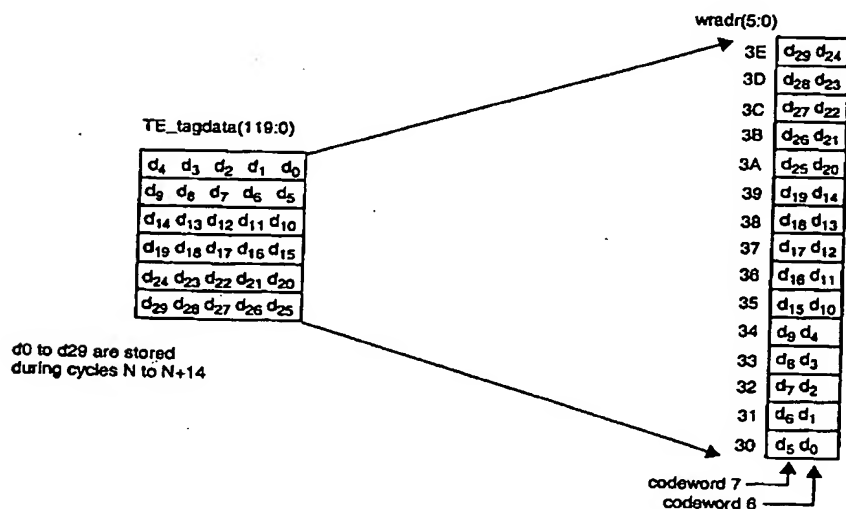 wradr(5:0)
3E d₂₉ d₂₄
3D d₂₈ d₂₃
3C d₂₇ d₂₂
3B d₂₆ d₂₁
3A d₂₅ d₂₀
39 d₁₉ d₁₄
38 d₁₈ d₁₃
37 d₁₇ d₁₂
36 d₁₆ d₁₁
35 d₁₅ d₁₀
34 d₉ d₄
33 d₈ d₃
32 d₇ d₂
31 d₆ d₁
30 d₅ d₀
codeword 7
codeword 6
TE_tagdata(119:0)
d₄ d₃ d₂ d₁ d₀
d₉ d₈ d₇ d₆ d₅
d₁₄ d₁₃ d₁₂ d₁₁ d₁₀
d₁₉ d₁₈ d₁₇ d₁₆ d₁₅
d₂₄ d₂₃ d₂₂ d₂₁ d₂₀
d₂₉ d₂₈ d₂₇ d₂₆ d₂₅
d0 to d29 are stored
during cycles N to N+14